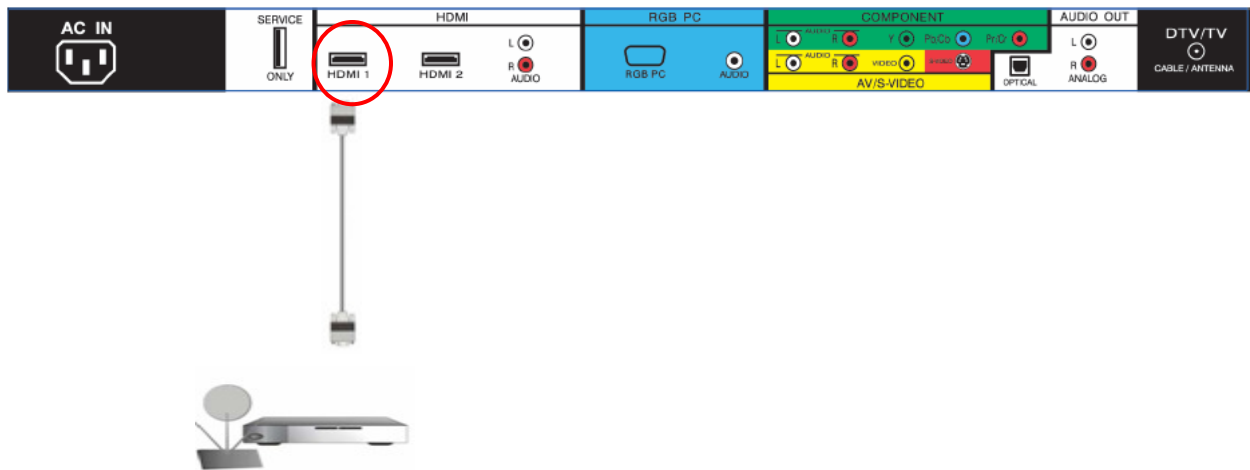 AC IN
SERVICE
ONLY
HDMI
HDMI 1
HDMI 2
L
R
AUDIO
RGB PC
RGB PC
AUDIO
COMPONENT
L AUDIO R Y Pb/Cb Pr/Cr
L AUDIO R VIDEO S-VIDEO
AV/S-VIDEO
OPTICAL
AUDIO OUT
L
R
ANALOG
DTV/TV
CABLE / ANTENNA